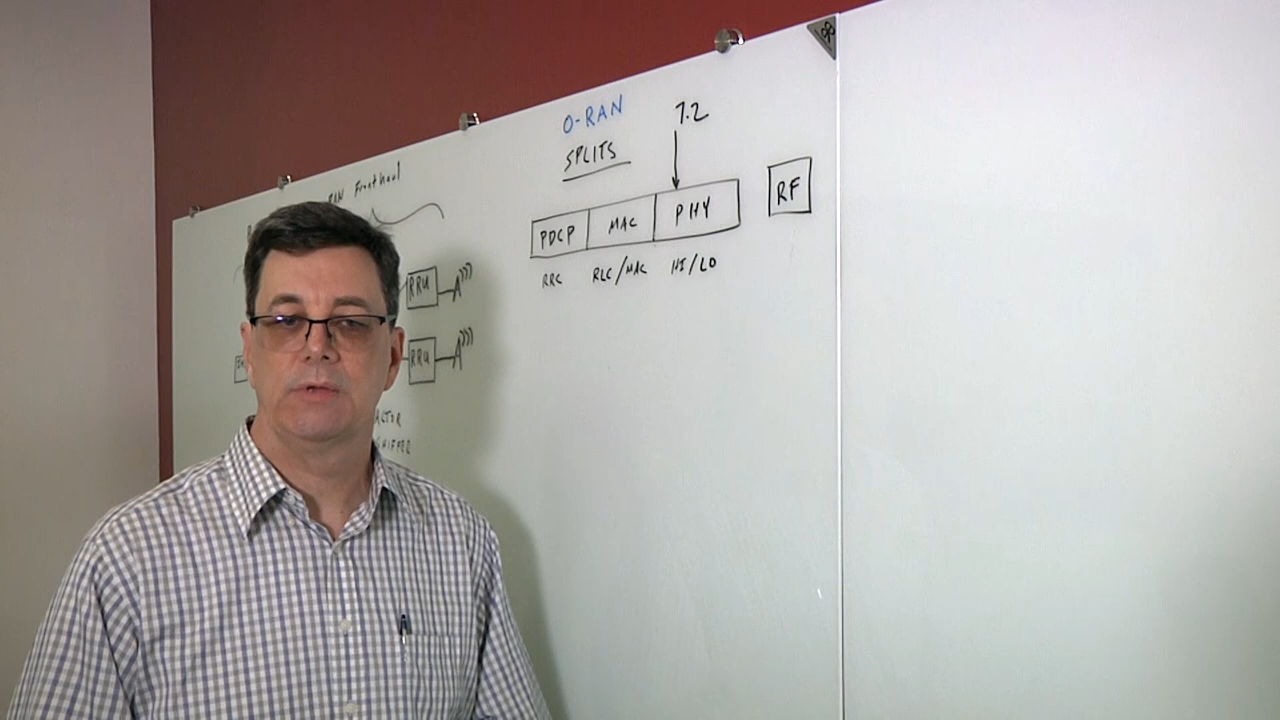 Fronthaul
RRU
RRU
O-RAN
SPLITS
7.2
PDCP MAC PHY
RF
RRC RLC/MAC HI/LO